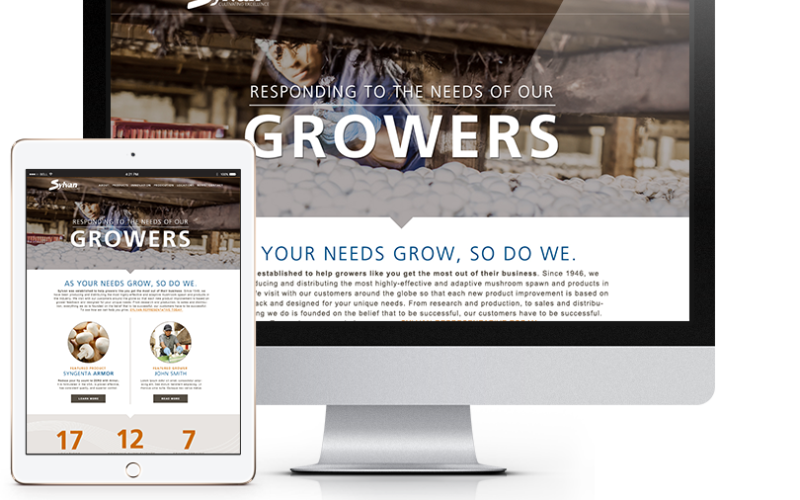 Sylvan
CULTIVATING EXCELLENCE
RESPONDING TO THE NEEDS OF OUR
GROWERS
YOUR NEEDS GROW, SO DO WE.
established to help growers like you get the most out of their business. Since 1946, we
ducing and distributing the most highly-effective and adaptive mushroom spawn and products in
e visit with our customers around the globe so that each new product improvement is based on
ack and designed for your unique needs. From research and production, to sales and distribu-
ng we do is founded on the belief that to be successful, our customers have to be successful.
Sylvan
RESPONDING TO THE NEEDS OF OUR
GROWERS
AS YOUR NEEDS GROW, SO DO WE.
FEATURED PRODUCT
SYNGENTA ARMOR
LEARN MORE
FEATURED GROWER
JOHN SMITH
READ MORE
17 12 7